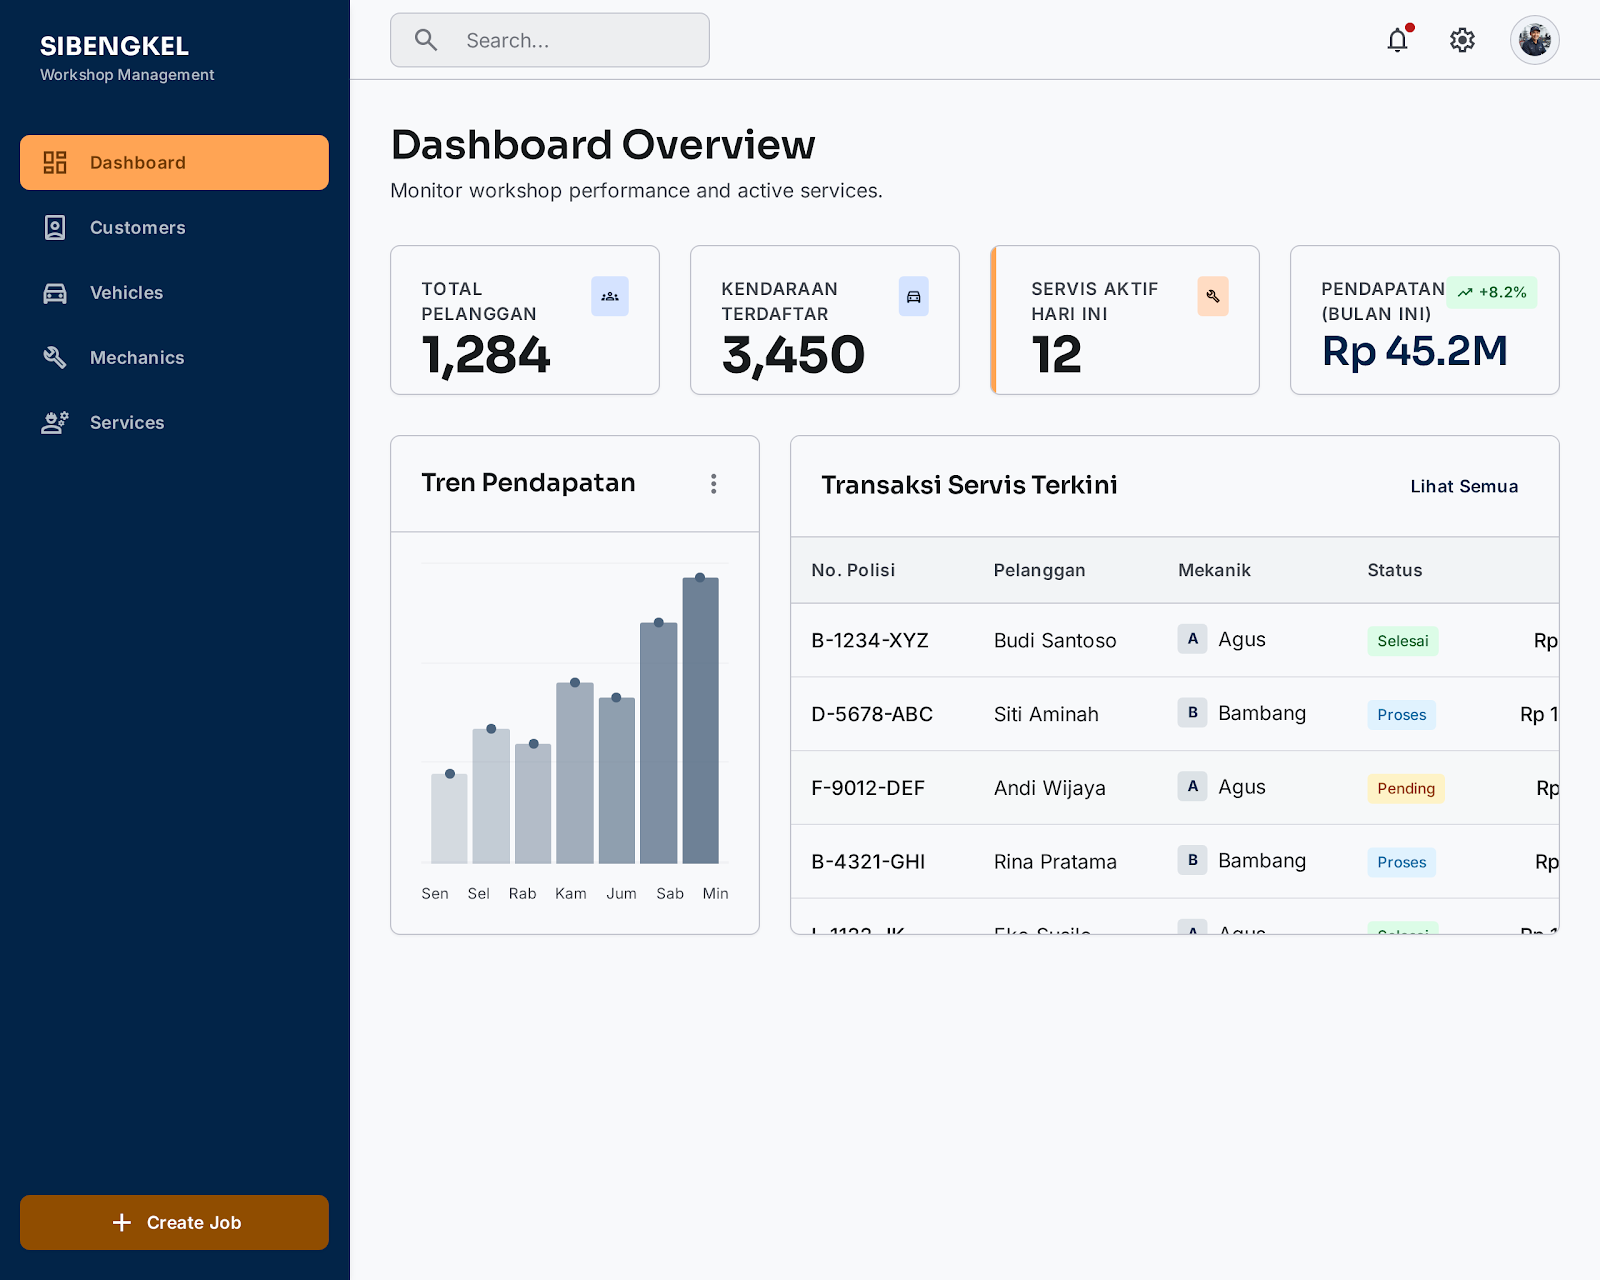 SIBENGKEL
Workshop Management
Dashboard
Customers
Vehicles
Mechanics
Services
Create Job
Search...
Dashboard Overview
Monitor workshop performance and active services.
TOTAL
PELANGGAN
1,284
KENDARAAN
TERDAFTAR
3,450
SERVIS AKTIF
HARI INI
12
PENDAPATAN
(BULAN INI)
+8.2%
Rp 45.2M
Tren Pendapatan
Sen Sel Rab Kam Jum Sab Min
Transaksi Servis Terkini
Lihat Semua
No. Polisi Pelanggan Mekanik Status
B-1234-XYZ Budi Santoso A Agus Selesai Rp
D-5678-ABC Siti Aminah B Bambang Proses Rp 1
F-9012-DEF Andi Wijaya A Agus Pending Rp
B-4321-GHI Rina Pratama B Bambang Proses Rp
A Agus Selesai Rp 1